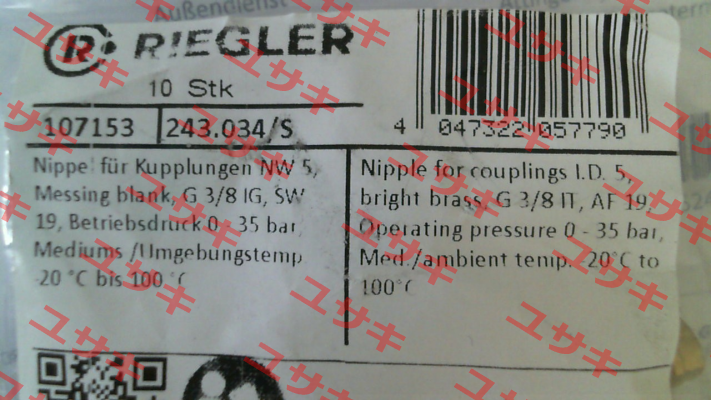 Außendienst
RIEGLER
10 Stk
107153 243.034/S
4 047322 057790
Nippel für Kupplungen NW 5,
Messing blank, G 3/8 IG, SW
19, Betriebsdruck 0 - 35 bar,
Mediums-/Umgebungstemp.
-20 °C bis 100 °C
Nipple for couplings I.D. 5,
bright brass, G 3/8 IT, AF 19,
Operating pressure 0 - 35 bar,
Med./ambient temp. -20°C to
100°C
ユサキ